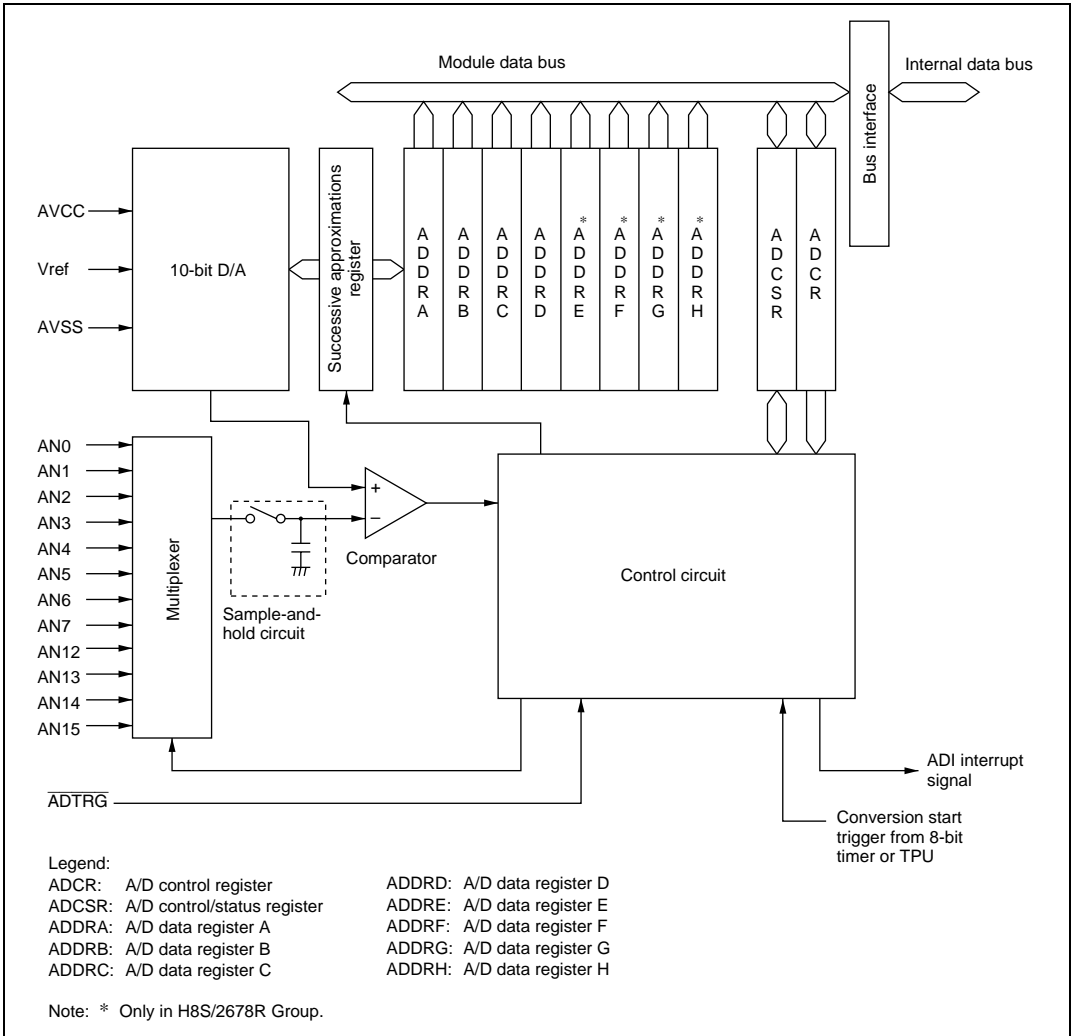 Module data bus
Internal data bus
Bus interface
AVCC
Vref
AVSS
10-bit D/A
Successive approximations
register
ADDRA
ADDRB
ADDRC
ADDRD
*ADDRE
*ADDRF
*ADDRG
*ADDRH
ADCSR
ADCR
AN0
AN1
AN2
AN3
AN4
AN5
AN6
AN7
AN12
AN13
AN14
AN15
Multiplexer
+
−
Comparator
Sample-and-
hold circuit
Control circuit
ADI interrupt
signal
ADTRG
Conversion start
trigger from 8-bit
timer or TPU
Legend:
ADCR: A/D control register
ADCSR: A/D control/status register
ADDRA: A/D data register A
ADDRB: A/D data register B
ADDRC: A/D data register C
ADDRD: A/D data register D
ADDRE: A/D data register E
ADDRF: A/D data register F
ADDRG: A/D data register G
ADDRH: A/D data register H
Note: * Only in H8S/2678R Group.